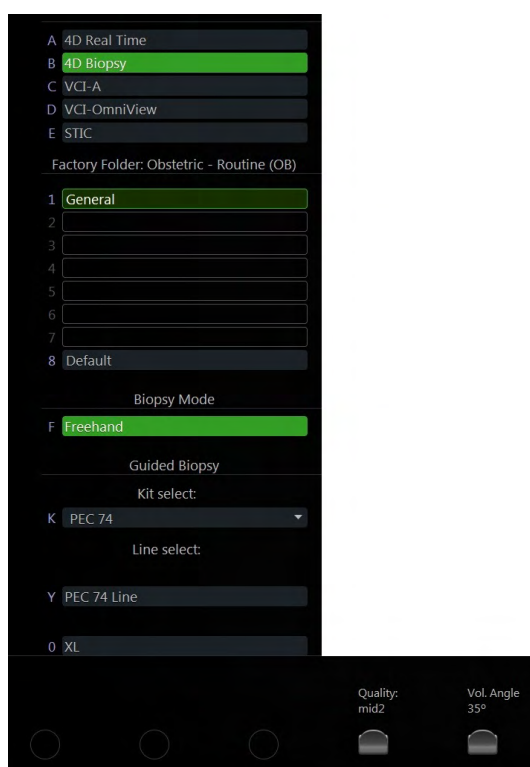 A 4D Real Time
B 4D Biopsy
C VCI-A
D VCI-OmniView
E STIC
Factory Folder: Obstetric - Routine (OB)
1 General
2
3
4
5
6
7
8 Default
Biopsy Mode
F Freehand
Guided Biopsy
Kit select:
K PEC 74
Line select:
Y PEC 74 Line
0 XL
Quality: Vol. Angle
mid2 35°